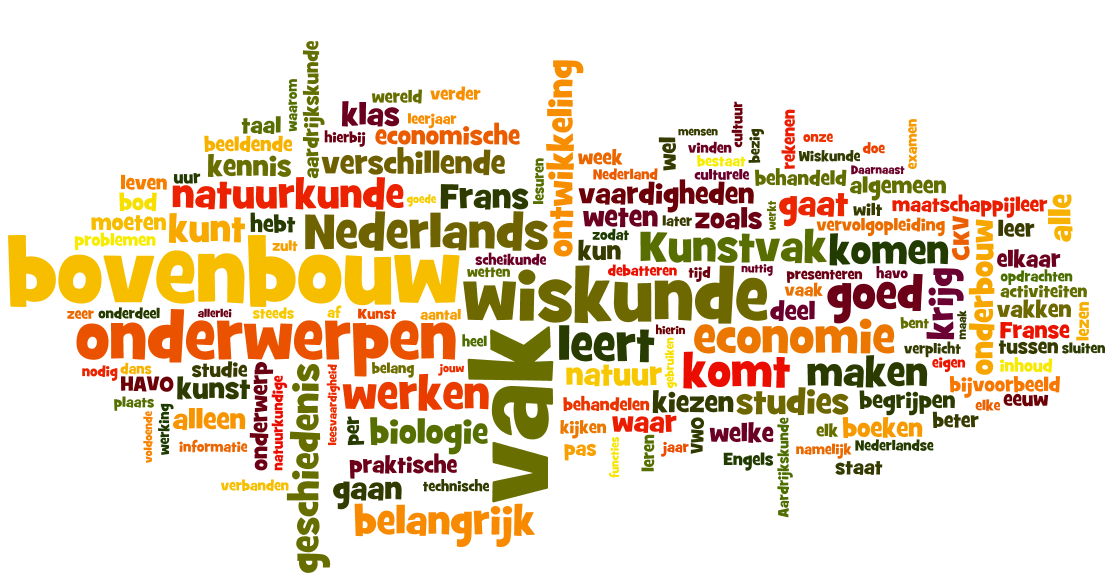 aardrijkskunde
waarom
wereld
verder
klas
leerjaar
taal
hierbij
economische
beeldende
kennis
verschillende
leven
uur
bod
natuurkunde
goede
Frans
lesuren
ontwikkeling
moeten
kunt
hebt
Nederlands
problemen
zult
bovenbouw
scheikunde
wetten
week
Nederland
vaardigheden
wel
mensen
vinden
cultuur
bestaat
bezig
culturele
rekenen
onze
Wiskunde
doe
Daarnaast
examen
behandeld
algemeen
weten
later
zoals
werkt
gaat
wilt
maatschappijleer
vervolgopleiding
zodat
kun
Kunstvak
komen
CKV
onderbouw
leer
alle
elkaar
debatteren
tijd
nuttig
presenteren
havo
opdrachten
activiteiten
vaak
goed
krijg
wiskunde
deel
vakken
lezen
bent
maak
Franse
zeer
onderdeel
allerlei
steeds
af
Kunst
aantal
onderwerpen
heel
vak
leert
hierin
economie
verplicht
tussen
sluiten
nodig
dans
studie
belang
jouw
HAVO
kunst
onderwerp
geschiedenis
leesvaardigheid
werken
natuur
gebruiken
komt
maken
eigen
inhoud
bijvoorbeeld
plaats
voldoende
werking
alleen
natuurkundige
per
biologie
behandelen
kiezen
studies
begrijpen
elke
eeuw
informatie
kijken
waar
VWO
welke
elk
boeken
beter
praktische
pas
functies
leren
jaar
Engels
Aardrijkskunde
namelijk
Nederlandse
staat
verbanden
gaan
technische
belangrijk